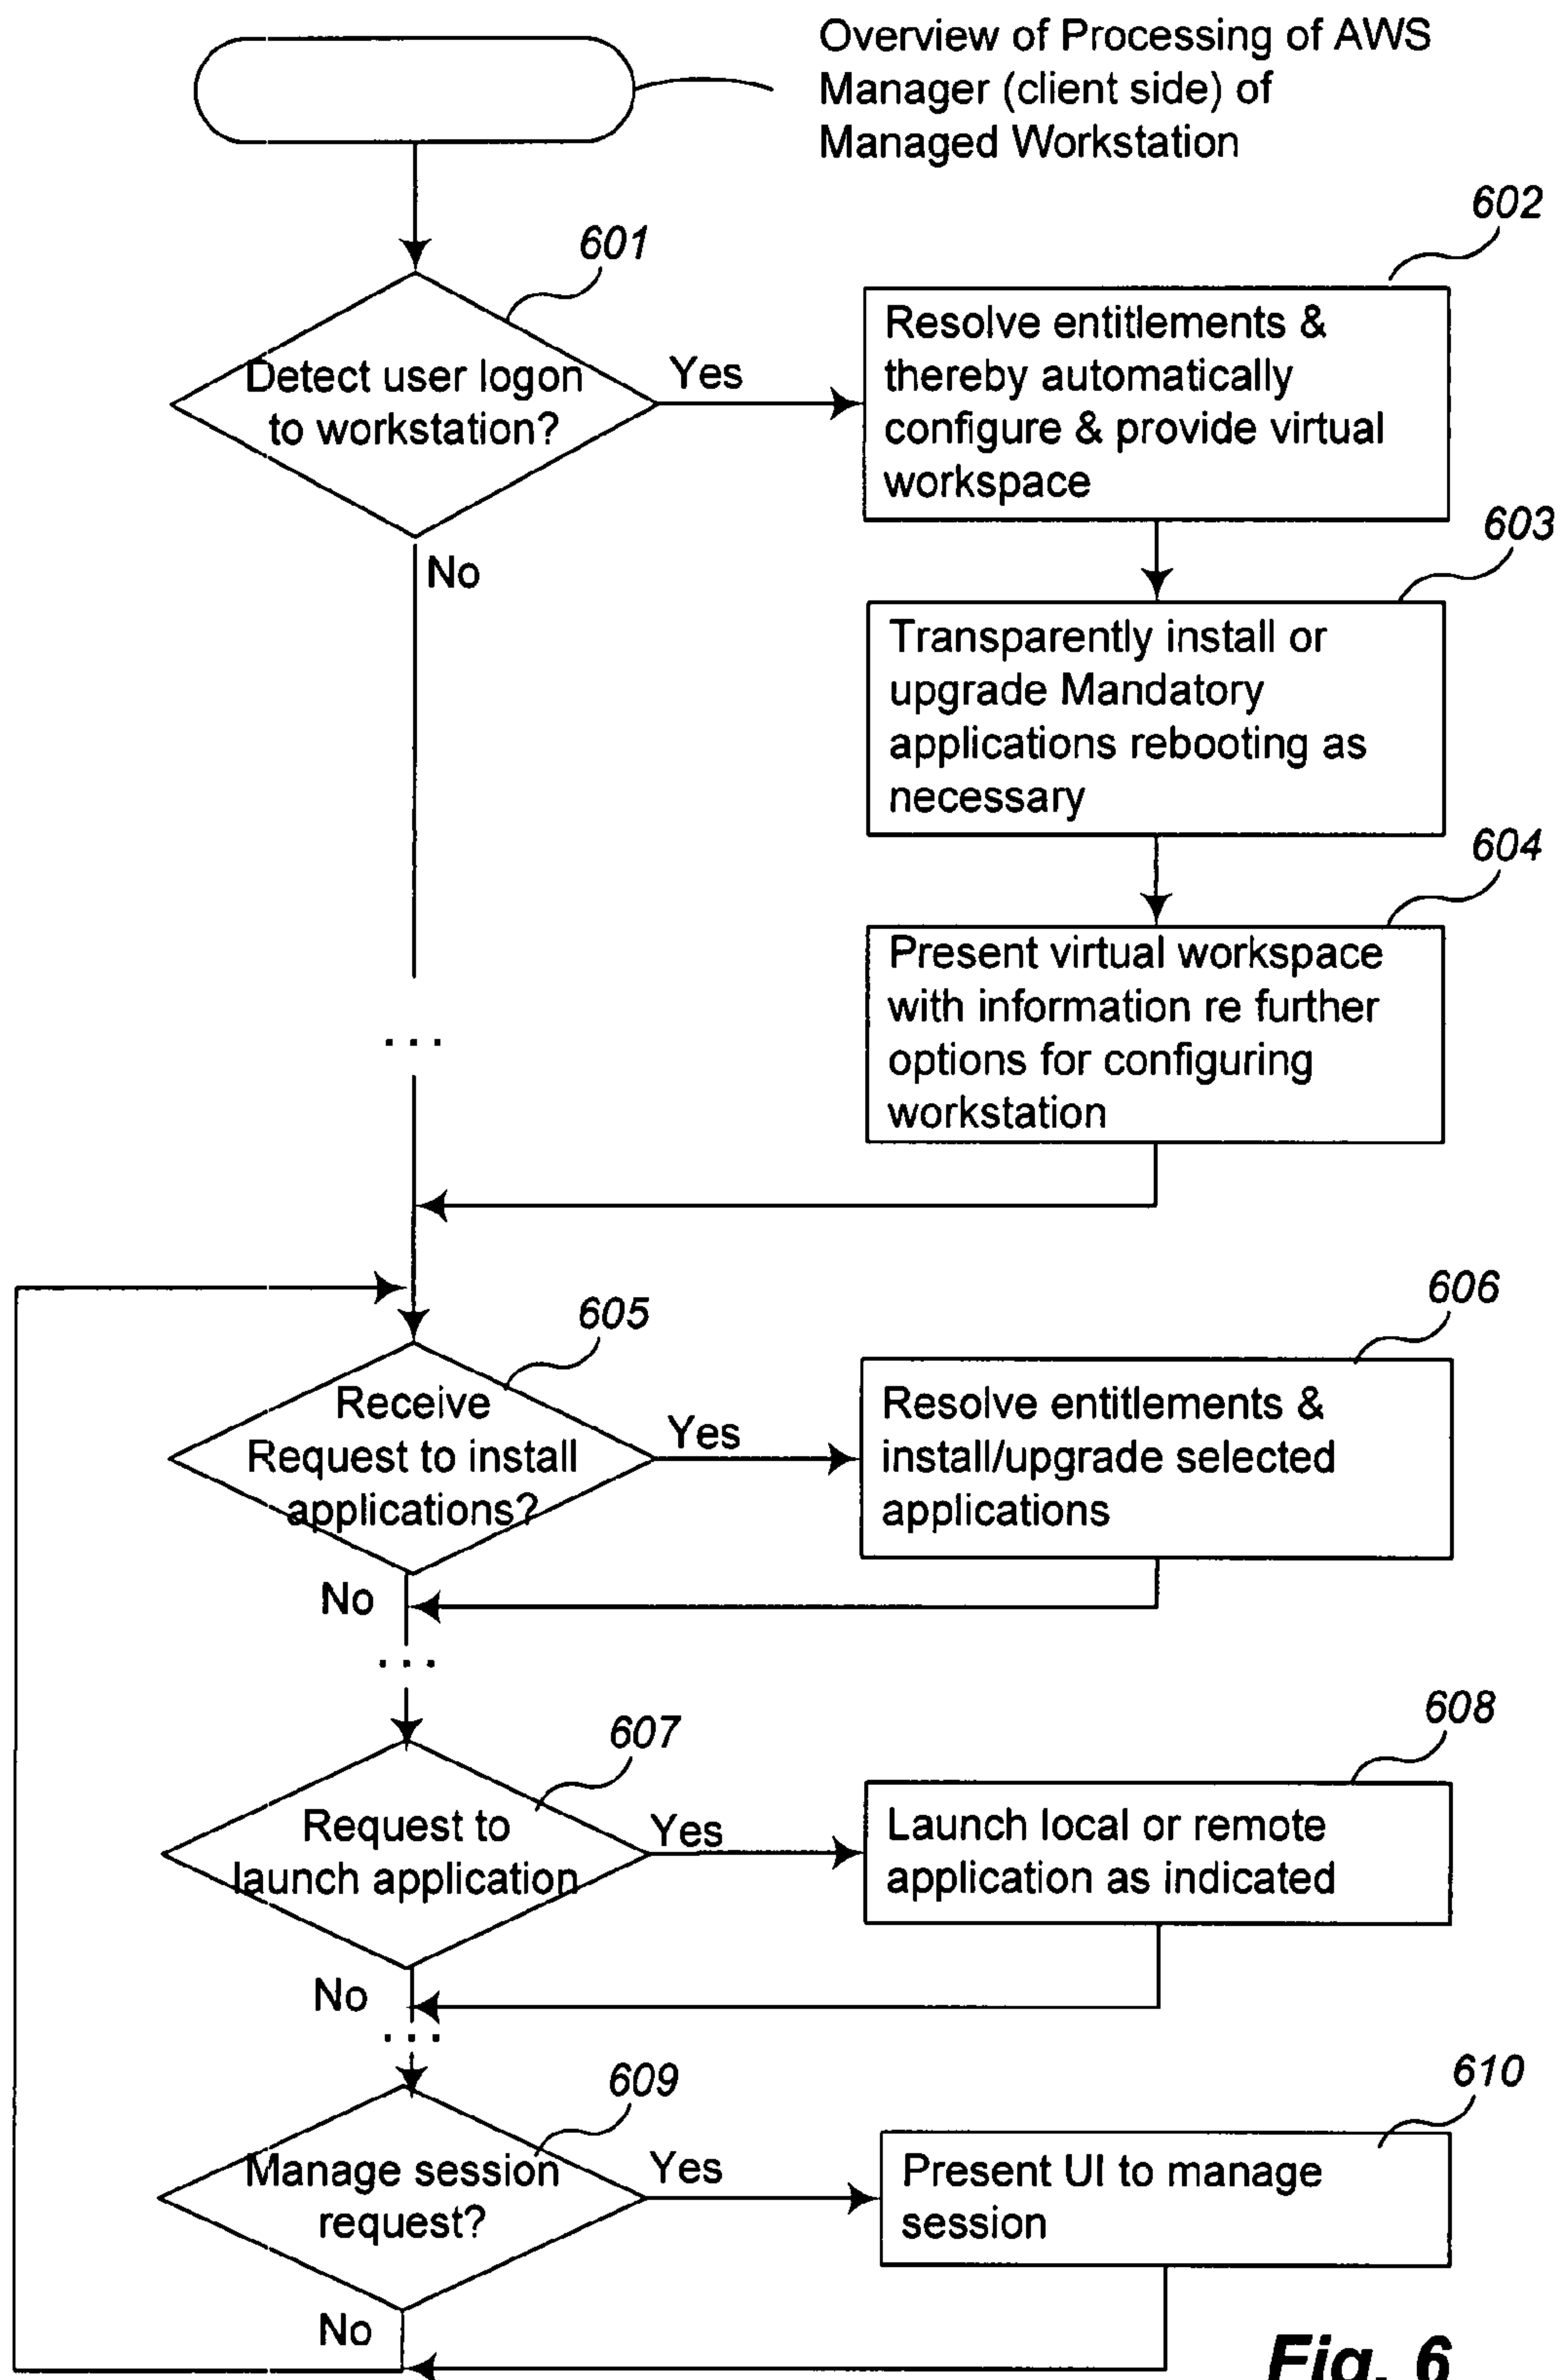 Overview of Processing of AWS
Manager (client side) of
Managed Workstation
601
602
Detect user logon
to workstation?
Yes
Resolve entitlements &
thereby automatically
configure & provide virtual
workspace
No
603
Transparently install or
upgrade Mandatory
applications rebooting as
necessary
604
Present virtual workspace
with information re further
options for configuring
workstation
...
605
606
Receive
Request to install
applications?
Yes
Resolve entitlements &
install/upgrade selected
applications
No
...
607
608
Request to
launch application
Yes
Launch local or remote
application as indicated
No
...
609
610
Manage session
request?
Yes
Present UI to manage
session
No
Fig. 6